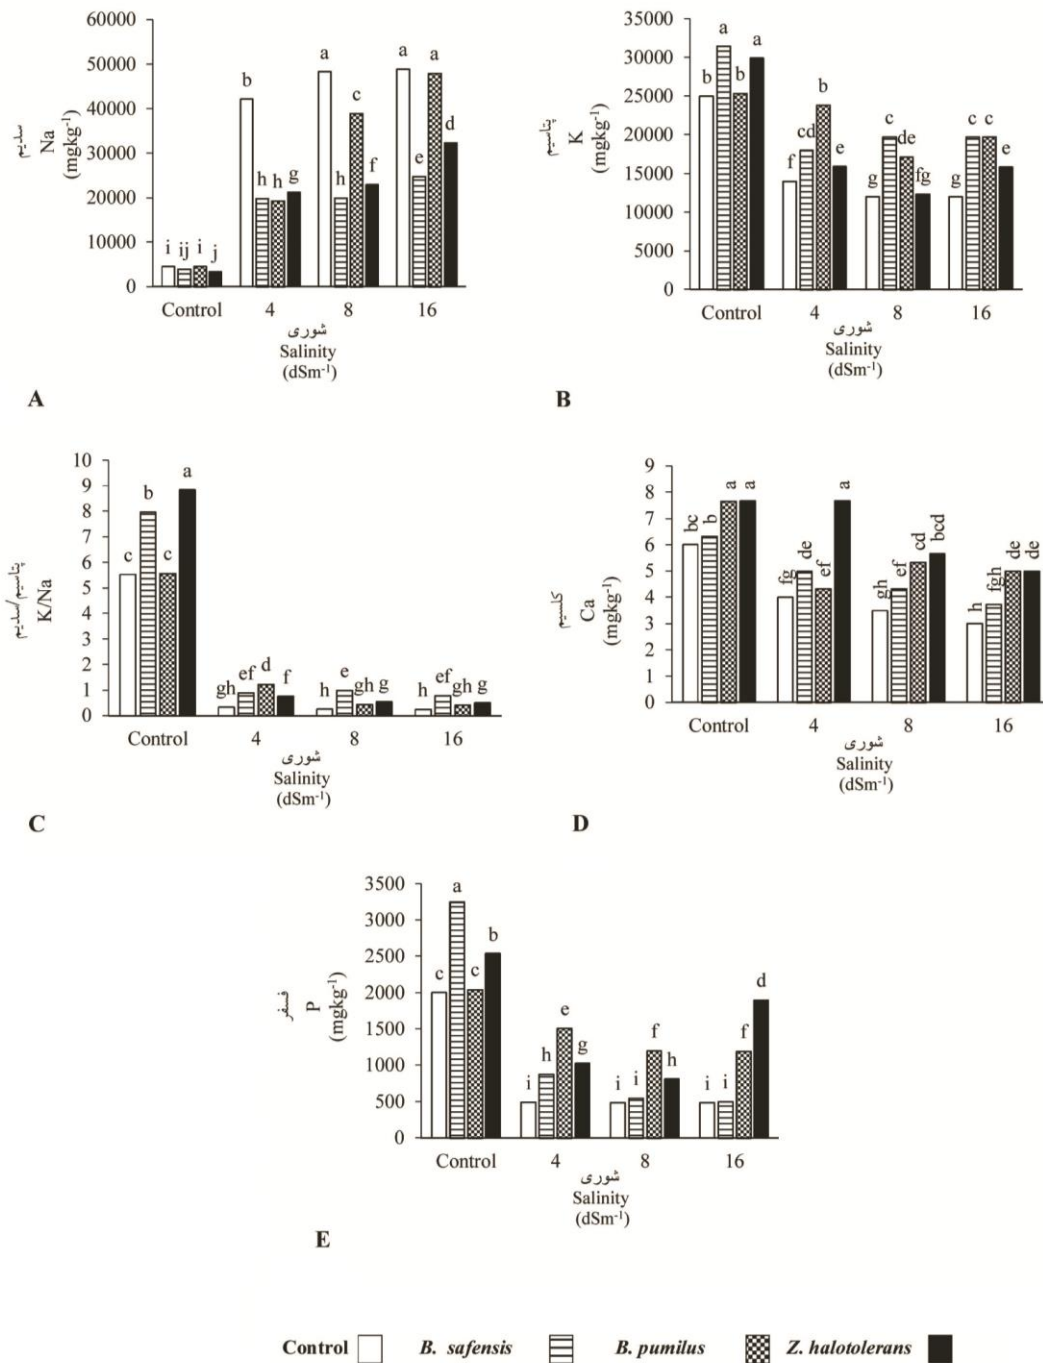 60000
50000
40000
30000
20000
10000
0
سدیم
Na
(mgkg-1)
i ij i j
b h h g
a h c f
a e a d
Control 4 8 16
شوری
Salinity
(dSm-1)
A
35000
30000
25000
20000
15000
10000
5000
0
پتاسیم
K
(mgkg-1)
b a b a
f cd b e
g c de fg
g c c e
Control 4 8 16
شوری
Salinity
(dSm-1)
B
10
9
8
7
6
5
4
3
2
1
0
پتاسیم/سدیم
K/Na
c b c a
gh ef d f
h e gh g
h ef gh g
Control 4 8 16
شوری
Salinity
(dSm-1)
C
9
8
7
6
5
4
3
2
1
0
کلسیم
Ca
(mgkg-1)
bc b a a
fg de ef a
gh ef cd bcd
h fgh de de
Control 4 8 16
شوری
Salinity
(dSm-1)
D
3500
3000
2500
2000
1500
1000
500
0
فسفر
P
(mgkg-1)
c a c b
i h e g
i i f h
i i f d
Control 4 8 16
شوری
Salinity
(dSm-1)
E
Control B. safensis B. pumilus Z. halotolerans